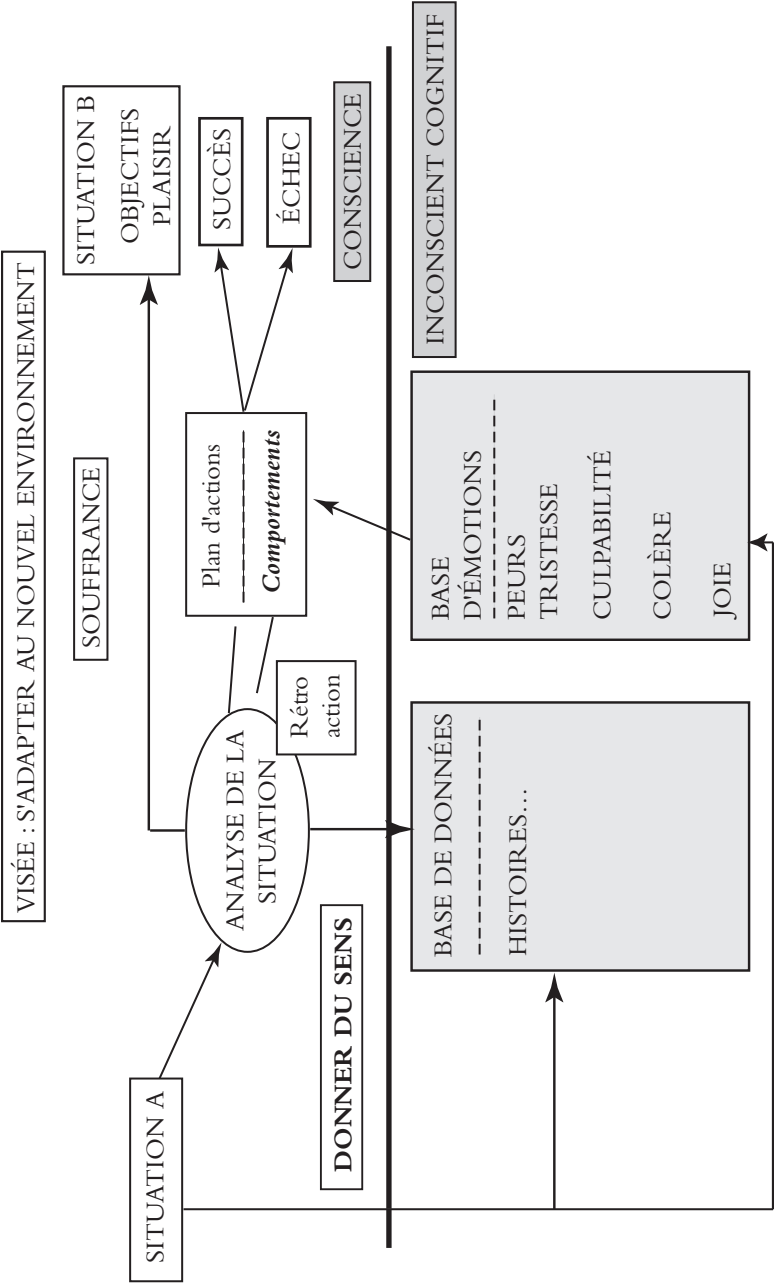 VISÉE : S'ADAPTER AU NOUVEL ENVIRONNEMENT
SOUFFRANCE
SITUATION A
SITUATION B
OBJECTIFS
PLAISIR
ANALYSE DE LA
SITUATION
Rétro
action
Plan d'actions
Comportements
SUCCÈS
ÉCHEC
DONNER DU SENS
CONSCIENCE
INCONSCIENT COGNITIF
BASE DE DONNÉES
HISTOIRES...
BASE
D'ÉMOTIONS
PEURS
TRISTESSE
CULPABILITÉ
COLÈRE
JOIE